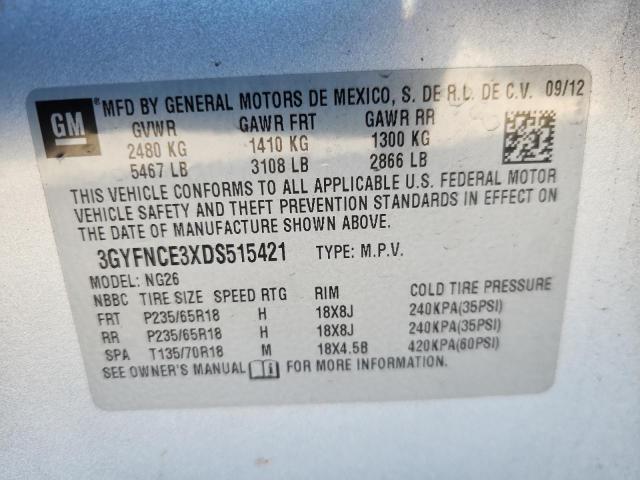 GM ® MFD BY GENERAL MOTORS DE MEXICO, S. DE R.L. DE C.V. 09/12
GVWR GAWR FRT GAWR RR
2480 KG 1410 KG 1300 KG
5467 LB 3108 LB 2866 LB
THIS VEHICLE CONFORMS TO ALL APPLICABLE U.S. FEDERAL MOTOR
VEHICLE SAFETY AND THEFT PREVENTION STANDARDS IN EFFECT ON
THE DATE OF MANUFACTURE SHOWN ABOVE.
3GYFNCE3XDS515421 TYPE: M.P.V.
MODEL: NG26
NBBC TIRE SIZE SPEED RTG RIM COLD TIRE PRESSURE
FRT P235/65R18 H 18X8J 240KPA(35PSI)
RR P235/65R18 H 18X8J 240KPA(35PSI)
SPA T135/70R18 M 18X4.5B 420KPA(60PSI)
SEE OWNER'S MANUAL FOR MORE INFORMATION.